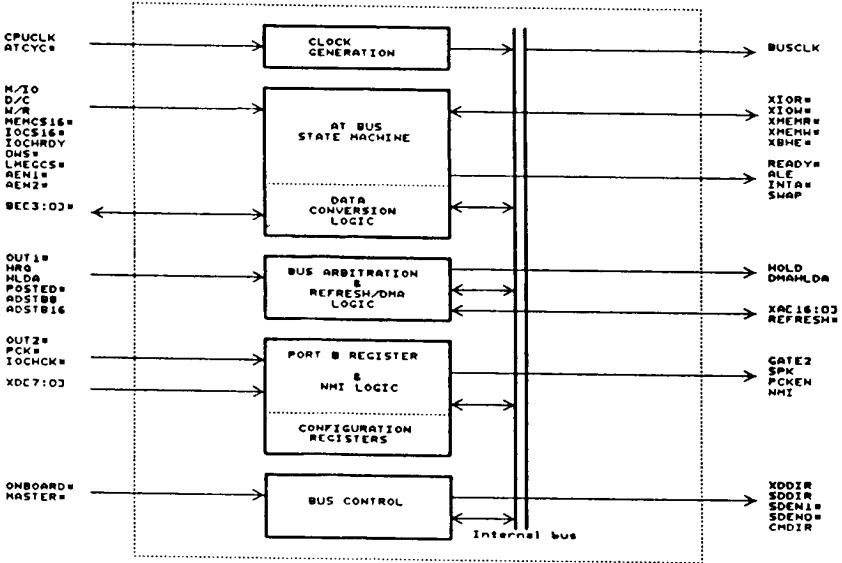 CPUCLK
ATCYC#
CLOCK
GENERATION
BUSCLK
M/IO
D/C
W/R
MEMCS16#
IOCS16#
IOCHRDY
OWS#
LMEGCS#
AEN1#
AEN2#
BE[3:0]#
AT BUS
STATE MACHINE
DATA
CONVERSION
LOGIC
XIOR#
XIOW#
XMEMR#
XMEMW#
XBHE#
READY#
ALE
INTA#
SWAP
OUT1#
HRQ
HLDA
POSTED#
ADSTB8
ADSTB16
BUS ARBITRATION
&
REFRESH/DMA
LOGIC
HOLD
DMAHLDA
XA[16:0]
REFRESH#
OUT2#
PCK#
IOCHCK#
XD[7:0]
PORT B REGISTER
&
NMI LOGIC
CONFIGURATION
REGISTERS
GATE2
SPK
PCKEN
NMI
ONBOARD#
MASTER#
BUS CONTROL
XDDIR
SDDIR
SDEN1#
SDEN0#
CMDIR
Internal bus